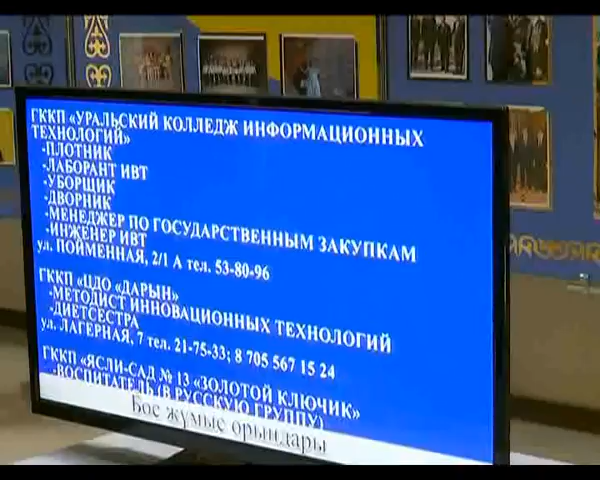 ГККП «УРАЛЬСКИЙ КОЛЛЕДЖ ИНФОРМАЦИОННЫХ
ТЕХНОЛОГИЙ»
-ПЛОТНИК
-ЛАБОРАНТ ИВТ
-УБОРЩИК
-ДВОРНИК
-МЕНЕДЖЕР ПО ГОСУДАРСТВЕННЫМ ЗАКУПКАМ
-ИНЖЕНЕР ИВТ
ул. ПОЙМЕННАЯ, 2/1 А тел. 53-80-96
ГККП «ЦДО «ДАРЫН»
-МЕТОДИСТ ИННОВАЦИОННЫХ ТЕХНОЛОГИЙ
-ДИЕТСЕСТРА
ул. ЛАГЕРНАЯ, 7 тел. 21-75-33; 8 705 567 15 24
ГККП «ЯСЛИ-САД № 13 «ЗОЛОТОЙ КЛЮЧИК»
-ВОСПИТАТЕЛЬ (В РУССКУЮ ГРУППУ)
Бос жұмыс орындары